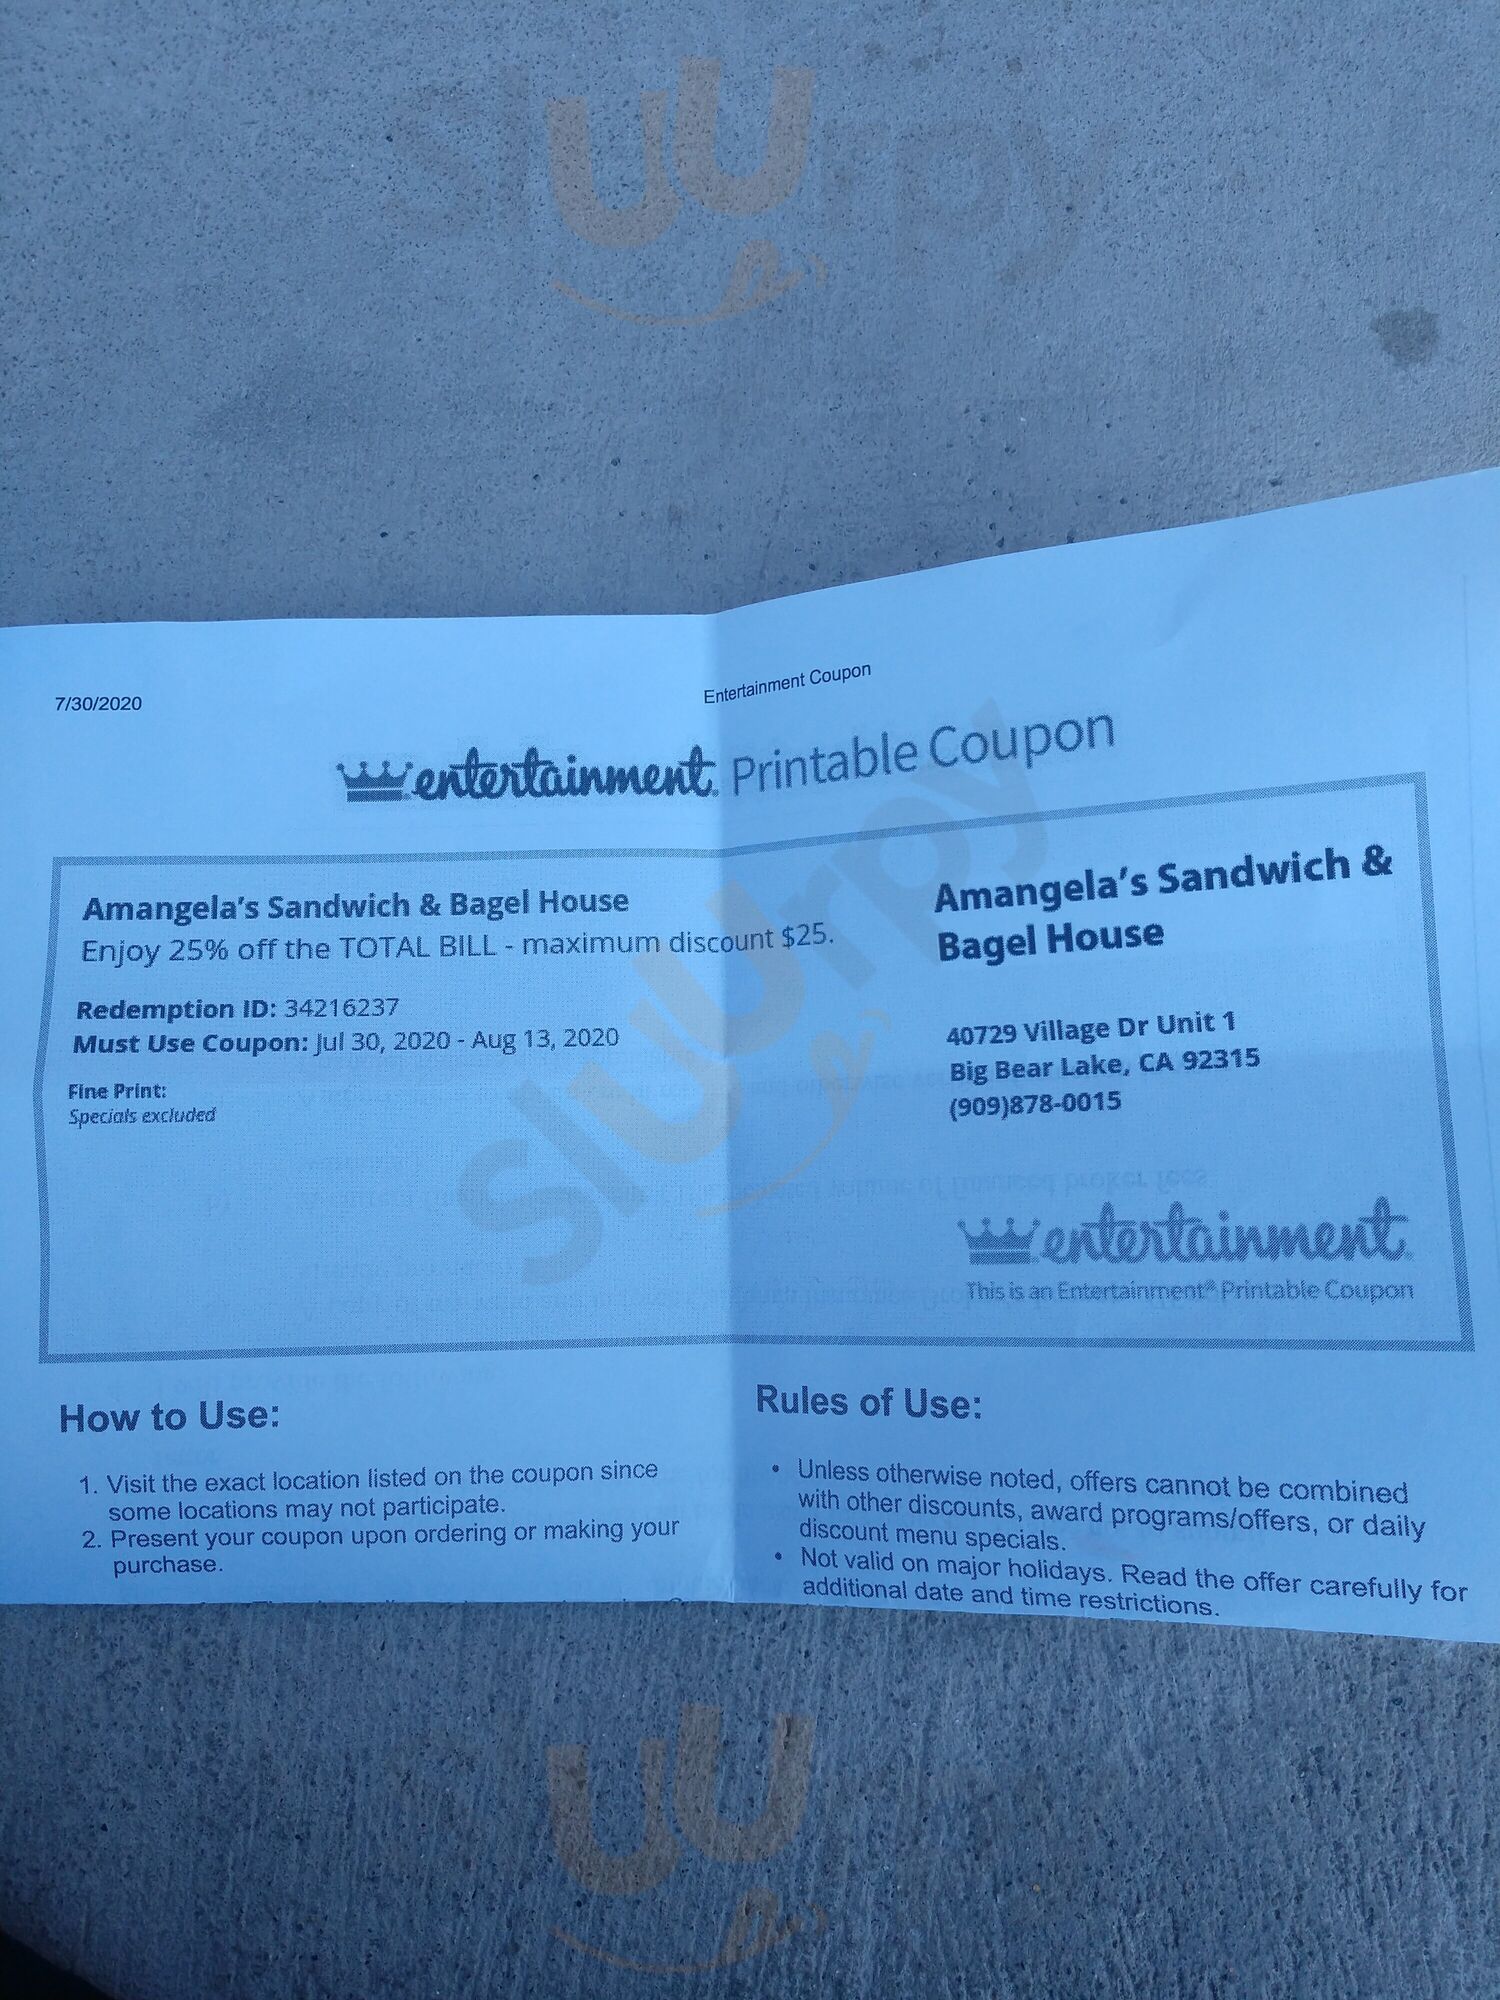 sluurpy
7/30/2020
Entertainment Coupon
entertainment. Printable Coupon
Amangela's Sandwich & Bagel House
Enjoy 25% off the TOTAL BILL - maximum discount $25.
Redemption ID: 34216237
Must Use Coupon: Jul 30, 2020 - Aug 13, 2020
Fine Print:
Specials excluded
Amangela's Sandwich &
Bagel House
40729 Village Dr Unit 1
Big Bear Lake, CA 92315
(909)878-0015
sluurpy
entertainment.
This is an Entertainment® Printable Coupon
How to Use:
1. Visit the exact location listed on the coupon since
some locations may not participate.
2. Present your coupon upon ordering or making your
purchase.
Rules of Use:
• Unless otherwise noted, offers cannot be combined
with other discounts, award programs/offers, or daily
discount menu specials.
• Not valid on major holidays. Read the offer carefully for
additional date and time restrictions.